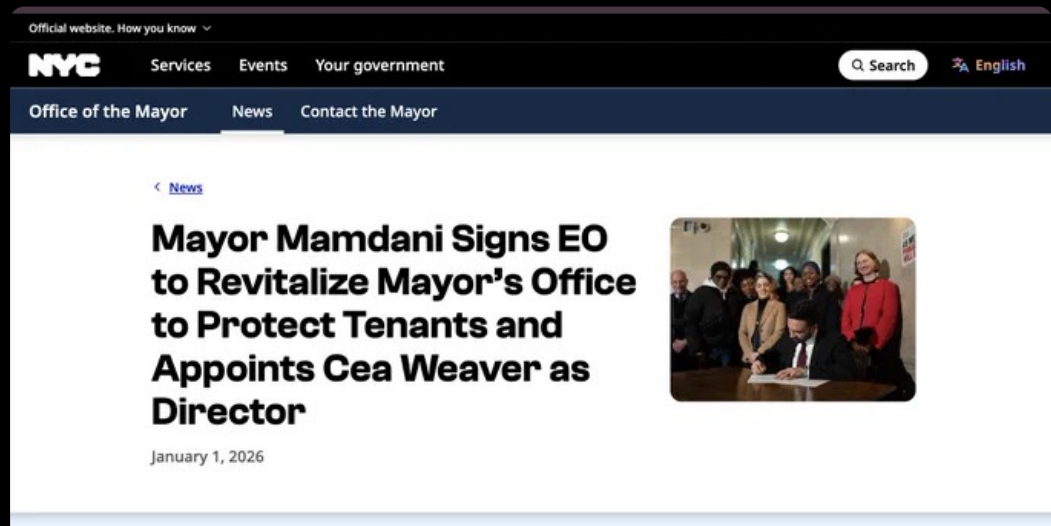 Official website. How you know
NYC Services Events Your government Search English
Office of the Mayor News Contact the Mayor
News
Mayor Mamdani Signs EO
to Revitalize Mayor’s Office
to Protect Tenants and
Appoints Cea Weaver as
Director
January 1, 2026